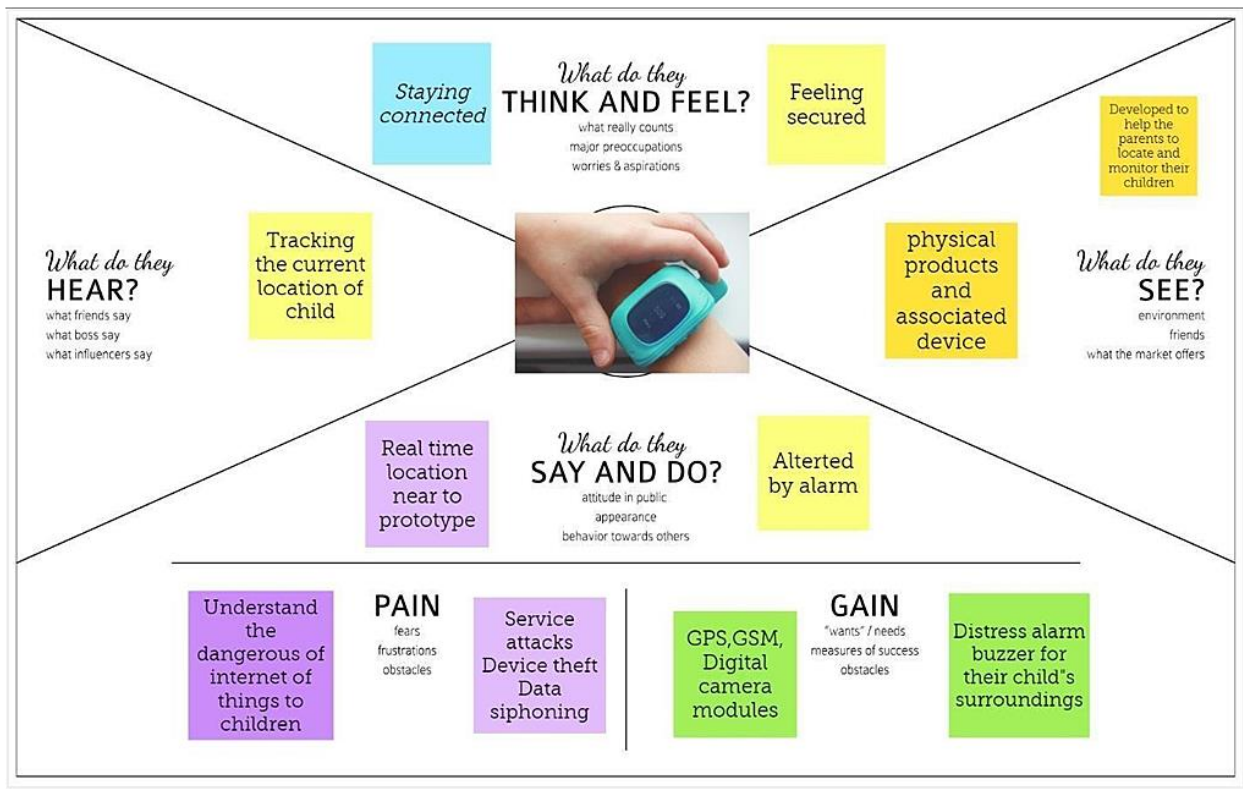 Staying
connected
What do they
THINK AND FEEL?
what really counts
major preoccupations
worries & aspirations
Feeling
secured
Developed to
help the
parents to
locate and
monitor their
children
What do they
HEAR?
what friends say
what boss say
what influencers say
Tracking
the current
location of
child
physical
products
and
associated
device
What do they
SEE?
environment
friends
what the market offers
Real time
location
near to
prototype
What do they
SAY AND DO?
attitude in public
appearance
behavior towards others
Alterted
by alarm
Understand
the
dangerous of
internet of
things to
children
PAIN
fears
frustrations
obstacles
Service
attacks
Device theft
Data
siphoning
GPS,GSM,
Digital
camera
modules
GAIN
"wants" / needs
measures of success
obstacles
Distress alarm
buzzer for
their child"s
surroundings